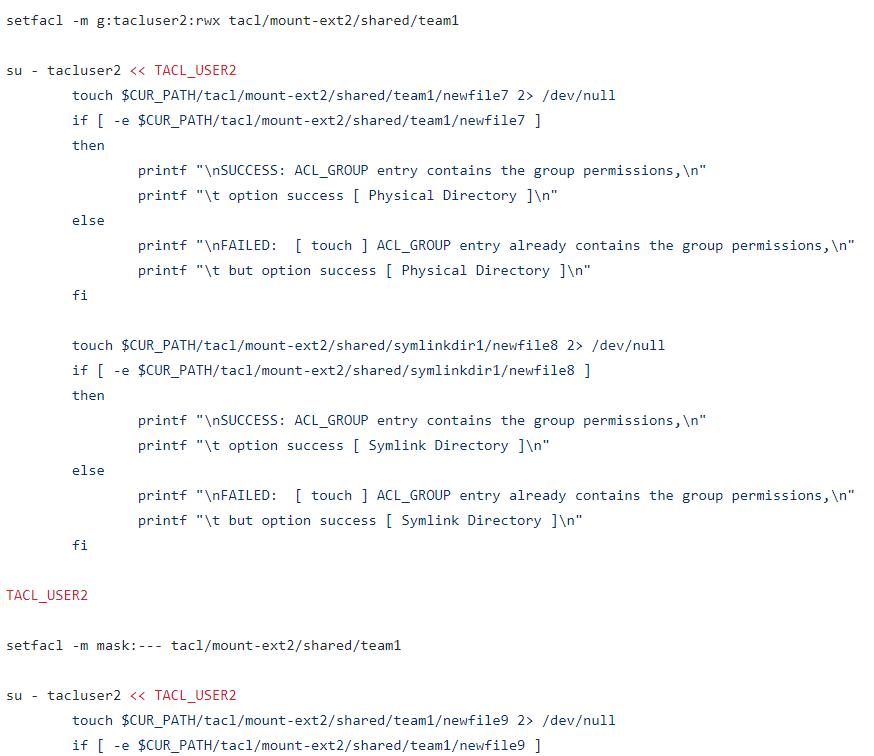 setfacl -m g:tacluser2:rwx tacl/mount-ext2/shared/team1

su - tacluser2 << TACL_USER2
        touch $CUR_PATH/tacl/mount-ext2/shared/team1/newfile7 2> /dev/null
        if [ -e $CUR_PATH/tacl/mount-ext2/shared/team1/newfile7 ]
        then
                printf "\nSUCCESS: ACL_GROUP entry contains the group permissions,\n"
                printf "\t option success [ Physical Directory ]\n"
        else
                printf "\nFAILED:  [ touch ] ACL_GROUP entry already contains the group permissions,\n"
                printf "\t but option success [ Physical Directory ]\n"
        fi

        touch $CUR_PATH/tacl/mount-ext2/shared/symlinkdir1/newfile8 2> /dev/null
        if [ -e $CUR_PATH/tacl/mount-ext2/shared/symlinkdir1/newfile8 ]
        then
                printf "\nSUCCESS: ACL_GROUP entry contains the group permissions,\n"
                printf "\t option success [ Symlink Directory ]\n"
        else
                printf "\nFAILED:  [ touch ] ACL_GROUP entry already contains the group permissions,\n"
                printf "\t but option success [ Symlink Directory ]\n"
        fi

TACL_USER2

setfacl -m mask:--- tacl/mount-ext2/shared/team1

su - tacluser2 << TACL_USER2
        touch $CUR_PATH/tacl/mount-ext2/shared/team1/newfile9 2> /dev/null
        if [ -e $CUR_PATH/tacl/mount-ext2/shared/team1/newfile9 ]